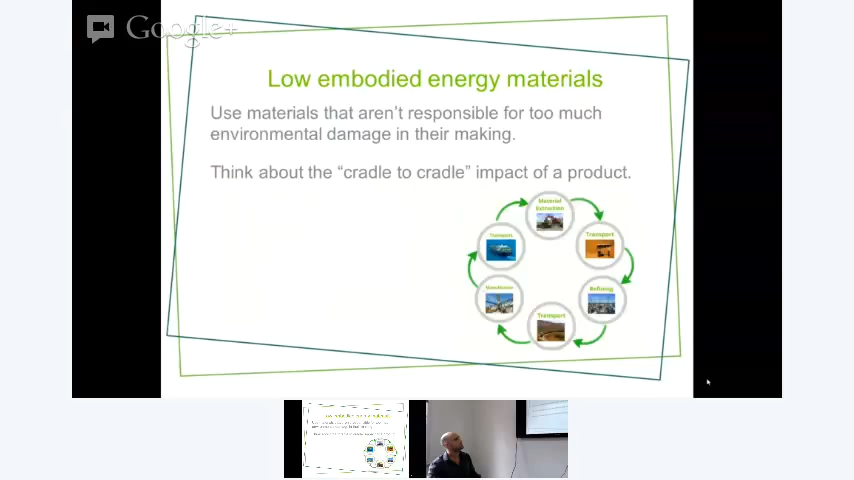 Google+
Low embodied energy materials
Use materials that aren't responsible for too much
environmental damage in their making.
Think about the “cradle to cradle” impact of a product.
Material
Extraction
Transport
Refining
Transport
Transport